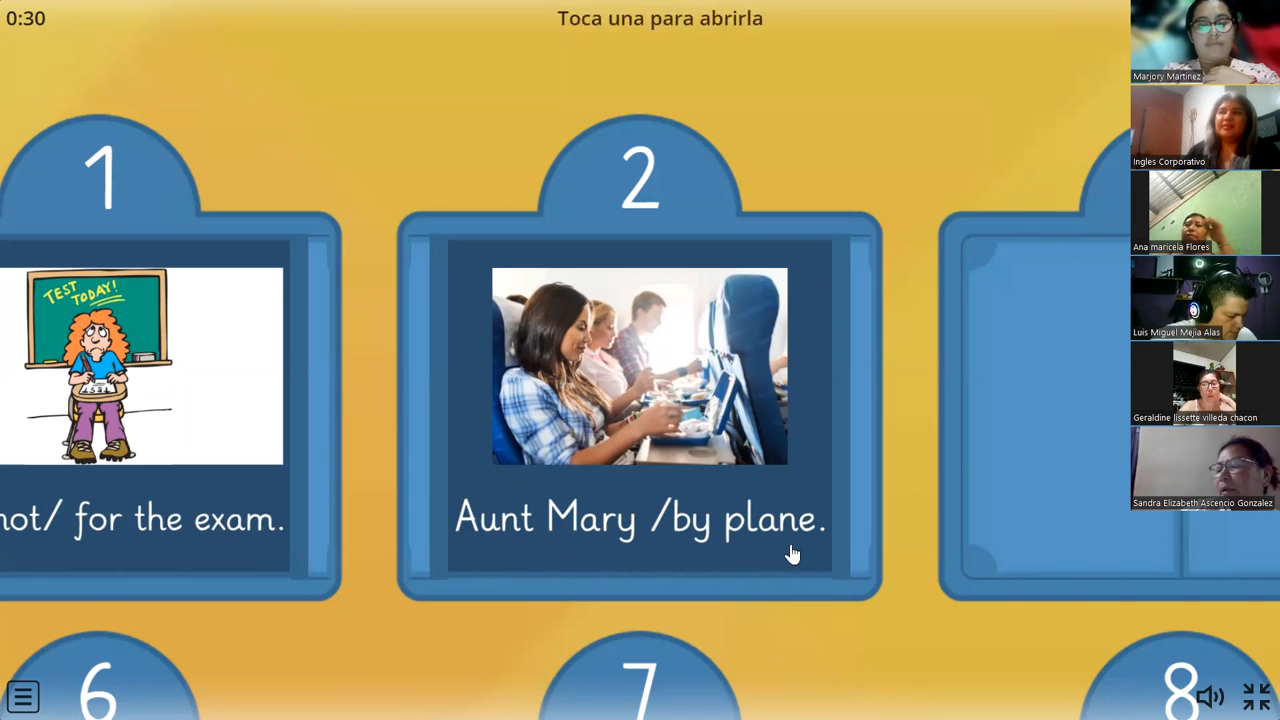 0:30
Toca una para abrirla
1
2
TEST
TODAY!
not/ for the exam.
Aunt Mary /by plane.
6
7
8
Marjory Martinez
Ingles Corporativo
Ana maricela Flores
Luis Miguel Mejia Alas
Geraldine lissette villeda chacon
Sandra Elizabeth Ascencio Gonzalez